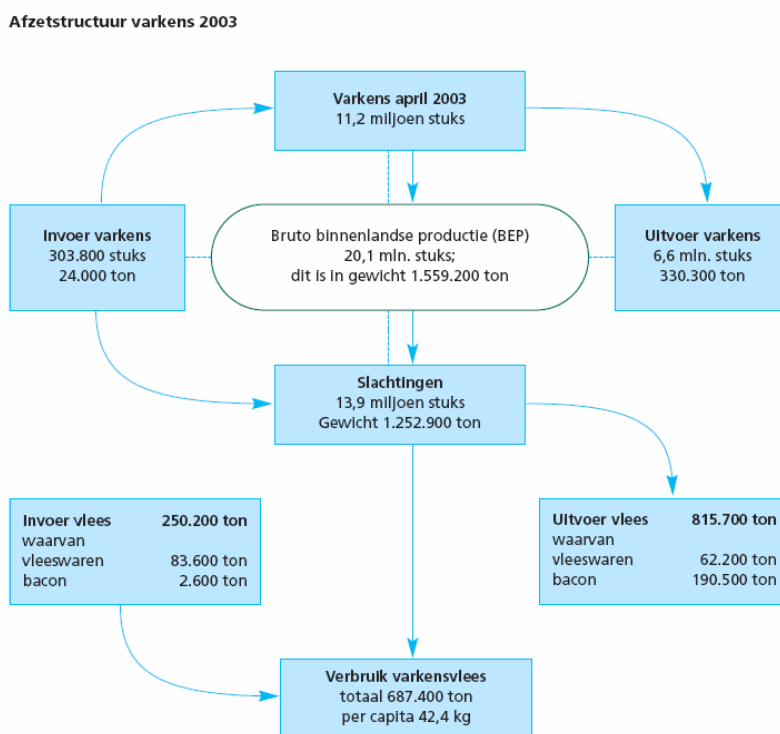 Afzetstructuur varkens 2003
Varkens april 2003
11,2 miljoen stuks
Invoer varkens
303.800 stuks
24.000 ton
Bruto binnenlandse productie (BEP)
20,1 mln. stuks;
dit is in gewicht 1.559.200 ton
Uitvoer varkens
6,6 mln. stuks
330.300 ton
Slachtingen
13,9 miljoen stuks
Gewicht 1.252.900 ton
Invoer vlees 250.200 ton
waarvan
vleeswaren 83.600 ton
bacon 2.600 ton
Uitvoer vlees 815.700 ton
waarvan
vleeswaren 62.200 ton
bacon 190.500 ton
Verbruik varkensvlees
totaal 687.400 ton
per capita 42,4 kg